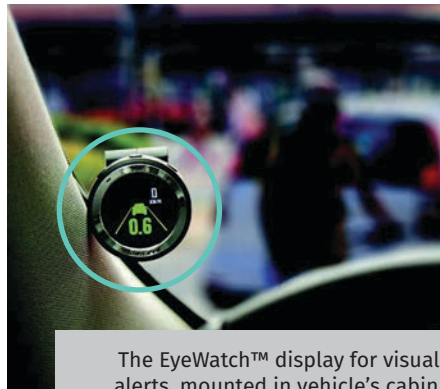 0
0.6
The EyeWatch™ display for visual
alerts, mounted in vehicle's cabin